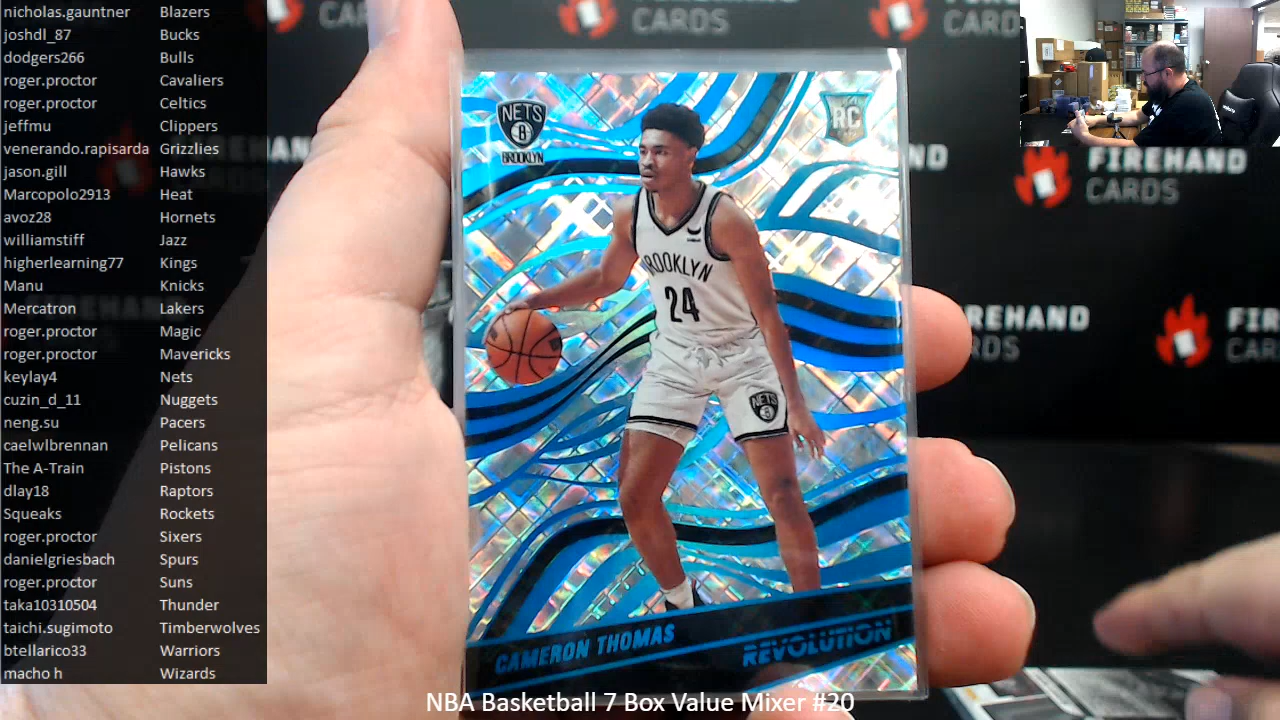 nicholas.gauntner Blazers
joshdl_87 Bucks
dodgers266 Bulls
roger.proctor Cavaliers
roger.proctor Celtics
jeffmu Clippers
venerando.rapisarda Grizzlies
jason.gill Hawks
Marcopolo2913 Heat
avoz28 Hornets
williamstiff Jazz
higherlearning77 Kings
Manu Knicks
Mercatron Lakers
roger.proctor Magic
roger.proctor Mavericks
keylay4 Nets
cuzin_d_11 Nuggets
neng.su Pacers
caelwlbrennan Pelicans
The A-Train Pistons
dlay18 Raptors
Squeaks Rockets
roger.proctor Sixers
danielgriesbach Spurs
roger.proctor Suns
taka10310504 Thunder
taichi.sugimoto Timberwolves
btellarico33 Warriors
macho h Wizards
NETS
B
BROOKLYN
RC
BROOKLYN
24
NETS
B
CAMERON THOMAS
REVOLUTION
CARDS
CARDS
FIREHAND
CARDS
FIREHAND
CARDS
NBA Basketball 7 Box Value Mixer #20